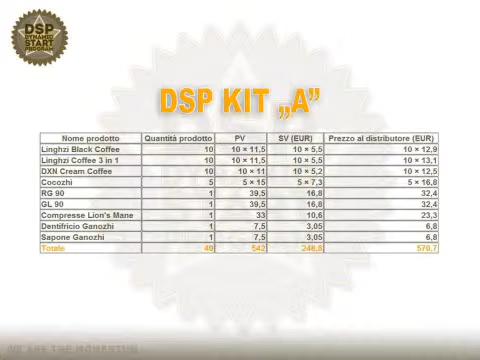 DSP
DYNAMIC
START
PROGRAM
DSP KIT „A”
Nome prodotto Quantità prodotto PV SV (EUR) Prezzo al distributore (EUR)
Linghzi Black Coffee 10 10 × 11,5 10 × 5,5 10 × 12,9
Linghzi Coffee 3 in 1 10 10 × 11,5 10 × 5,5 10 × 13,1
DXN Cream Coffee 10 10 × 11 10 × 5,2 10 × 12,5
Cocozhi 5 5 × 15 5 × 7,3 5 × 16,8
RG 90 1 39,5 16,8 32,4
GL 90 1 39,5 16,8 32,4
Compresse Lion's Mane 1 33 10,6 23,3
Dentifricio Ganozhi 1 7,5 3,05 6,8
Sapone Ganozhi 1 7,5 3,05 6,8
Totale 40 542 248,8 570,7
WE ARE THE MOMENTUM